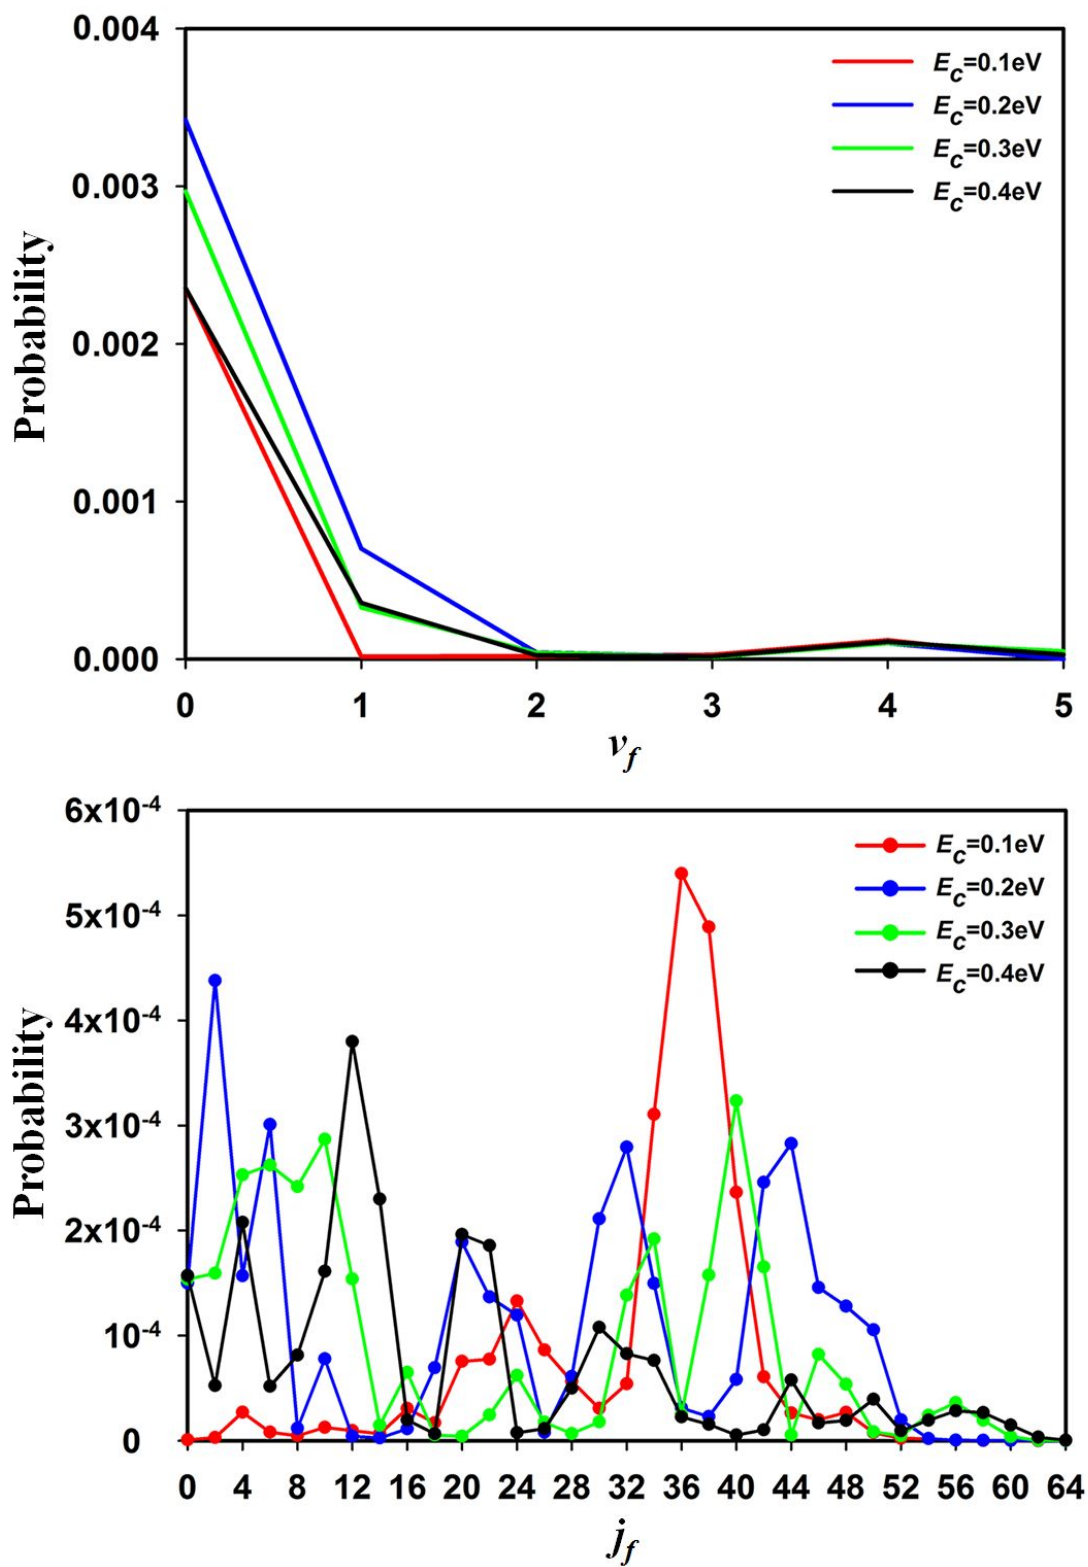 0.004
0.003
0.002
0.001
0.000
Probability
E_c=0.1eV
E_c=0.2eV
E_c=0.3eV
E_c=0.4eV
0 1 2 3 4 5
v_f
6x10^-4
5x10^-4
4x10^-4
3x10^-4
2x10^-4
10^-4
0
Probability
E_c=0.1eV
E_c=0.2eV
E_c=0.3eV
E_c=0.4eV
0 4 8 12 16 20 24 28 32 36 40 44 48 52 56 60 64
j_f